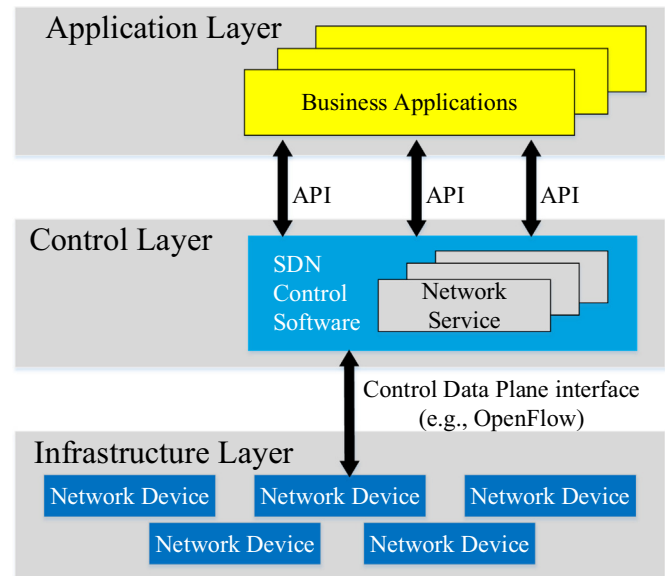 Application Layer
Business Applications
API API API
Control Layer
SDN
Control
Software
Network
Service
Control Data Plane interface
(e.g., OpenFlow)
Infrastructure Layer
Network Device Network Device Network Device
Network Device Network Device